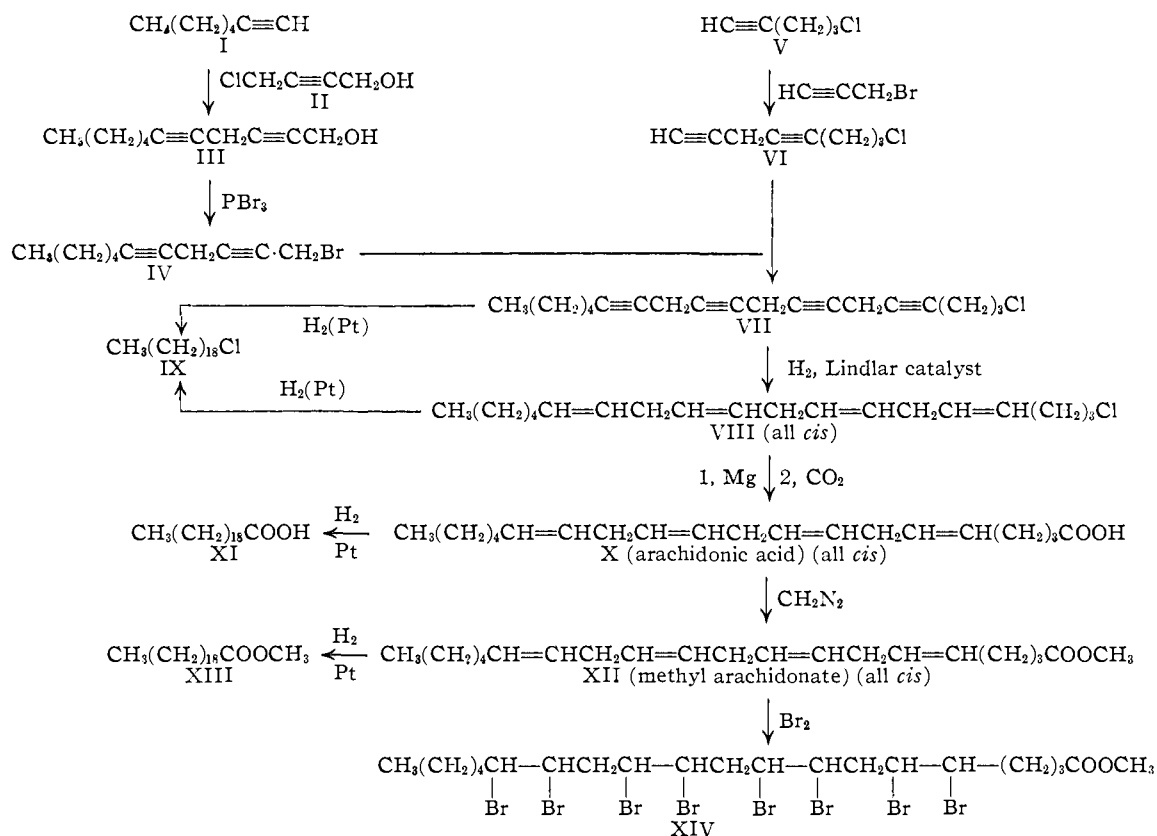 CH₃(CH₂)₄C≡CH
HC≡C(CH₂)₃Cl
I
V
ClCH₂C≡CCH₂OH
II
HC≡CCH₂Br
CH₃(CH₂)₄C≡CCH₂C≡CCH₂OH
III
HC≡CCH₂C≡C(CH₂)₃Cl
VI
PBr₃
CH₃(CH₂)₄C≡CCH₂C≡C·CH₂Br
IV
CH₃(CH₂)₄C≡CCH₂C≡CCH₂C≡CCH₂C≡C(CH₂)₃Cl
VII
H₂(Pt)
CH₃(CH₂)₁₈Cl
IX
H₂, Lindlar catalyst
H₂(Pt)
CH₃(CH₂)₄CH=CHCH₂CH=CHCH₂CH=CHCH₂CH=CH(CH₂)₃Cl
VIII (all cis)
1, Mg 2, CO₂
CH₃(CH₂)₁₈COOH
XI
H₂
Pt
CH₃(CH₂)₄CH=CHCH₂CH=CHCH₂CH=CHCH₂CH=CH(CH₂)₃COOH
X (arachidonic acid) (all cis)
CH₂N₂
CH₃(CH₂)₁₈COOCH₃
XIII
H₂
Pt
CH₃(CH₂)₄CH=CHCH₂CH=CHCH₂CH=CHCH₂CH=CH(CH₂)₃COOCH₃
XII (methyl arachidonate) (all cis)
Br₂
CH₃(CH₂)₄CH—CHCH₂CH—CHCH₂CH—CHCH₂CH—CH—(CH₂)₃COOCH₃
Br Br Br Br Br Br Br Br
XIV